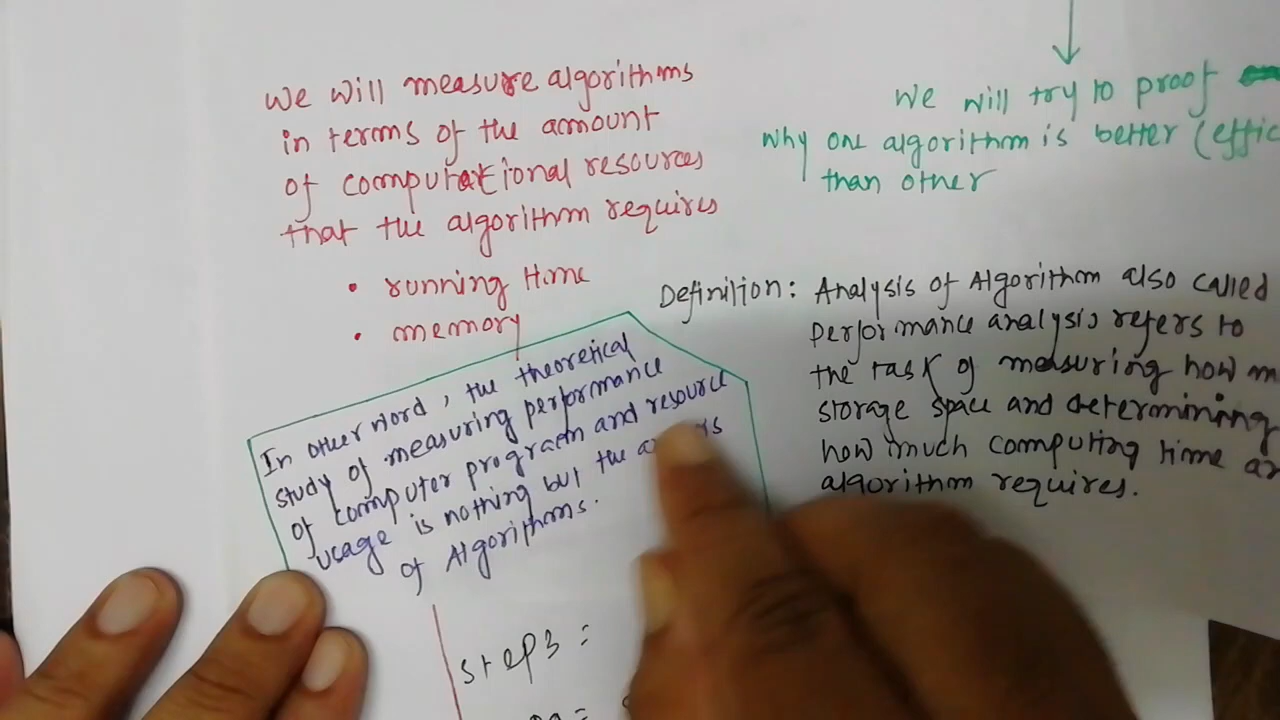 We will measure algorithms
in terms of the amount
of computational resources
that the algorithm requires
• running time
• memory
We will try to proof
why one algorithm is better (effic
than other
Definition: Analysis of Algorithm also called
performance analysis refers to
the task of measuring how m
storage space and determining
how much computing time an
algorithm requires.
In other word, the theoretical
study of measuring performance
of computer program and resource
usage is nothing but the
of Algorithms.
step3 =